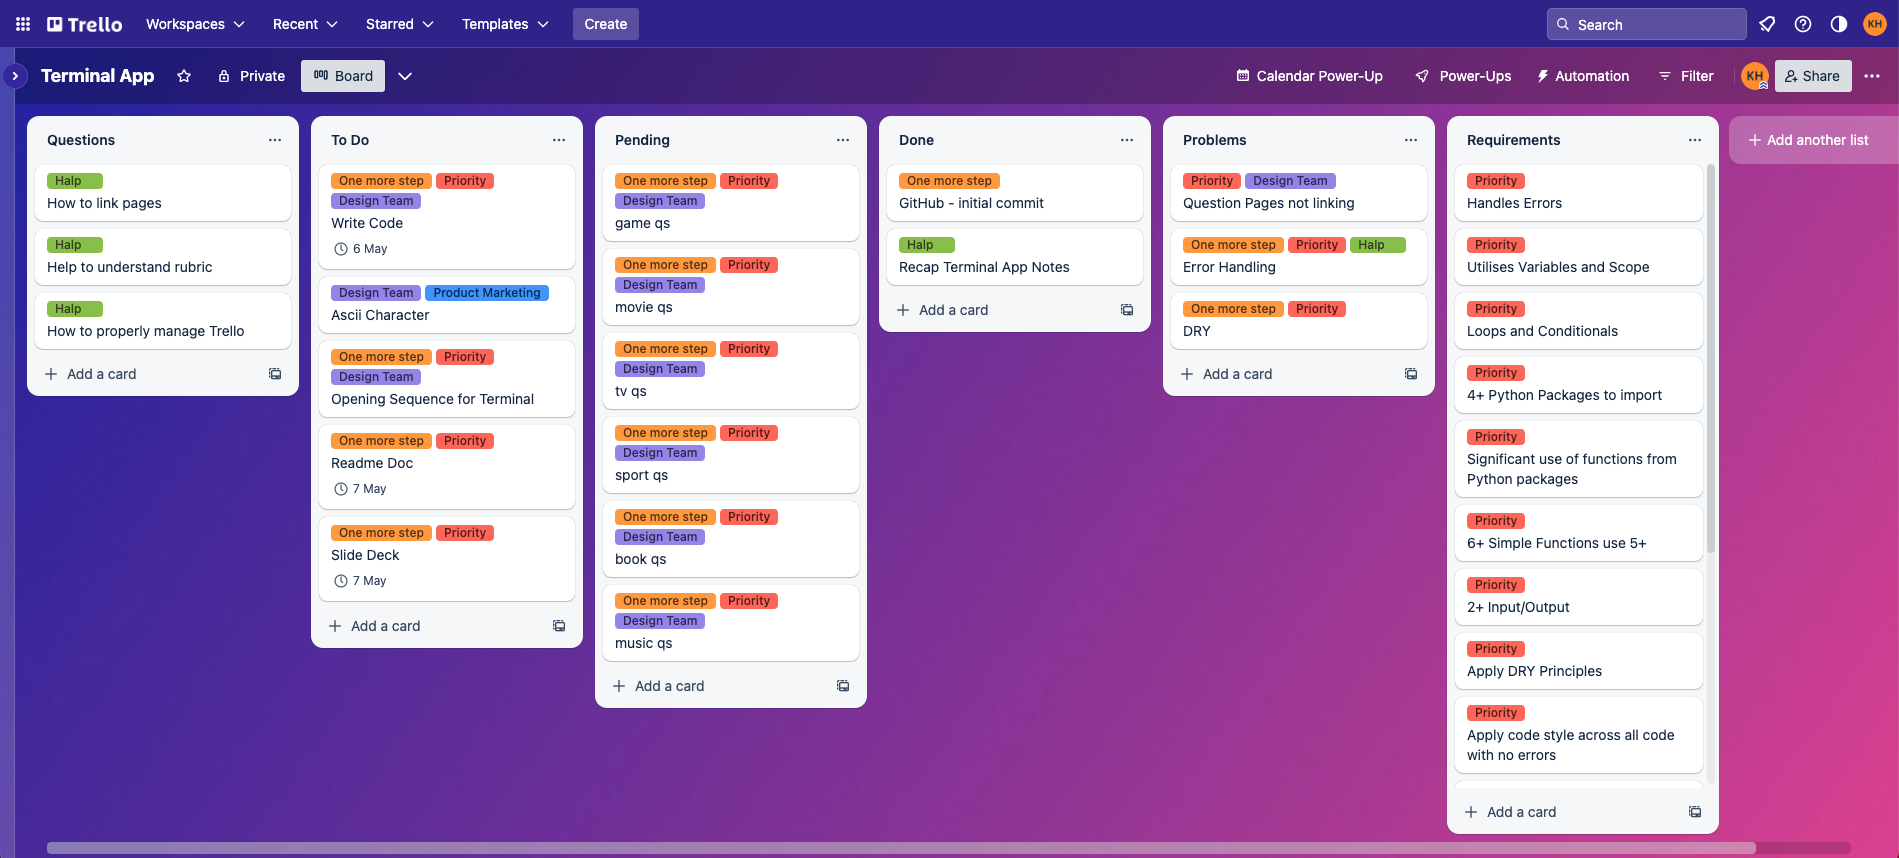 Trello Workspaces Recent Starred Templates Create Search KH
Terminal App Private Board Calendar Power-Up Power-Ups Automation Filter KH Share
Questions
Halp
How to link pages
Halp
Help to understand rubric
Halp
How to properly manage Trello
Add a card
To Do
One more step Priority
Design Team
Write Code
6 May
Design Team Product Marketing
Ascii Character
One more step Priority
Design Team
Opening Sequence for Terminal
One more step Priority
Readme Doc
7 May
One more step Priority
Slide Deck
7 May
Add a card
Pending
One more step Priority
Design Team
game qs
One more step Priority
Design Team
movie qs
One more step Priority
Design Team
tv qs
One more step Priority
Design Team
sport qs
One more step Priority
Design Team
book qs
One more step Priority
Design Team
music qs
Add a card
Done
One more step
GitHub - initial commit
Halp
Recap Terminal App Notes
Add a card
Problems
Priority Design Team
Question Pages not linking
One more step Priority Halp
Error Handling
One more step Priority
DRY
Add a card
Requirements
Priority
Handles Errors
Priority
Utilises Variables and Scope
Priority
Loops and Conditionals
Priority
4+ Python Packages to import
Priority
Significant use of functions from
Python packages
Priority
6+ Simple Functions use 5+
Priority
2+ Input/Output
Priority
Apply DRY Principles
Priority
Apply code style across all code
with no errors
Add a card
Add another list